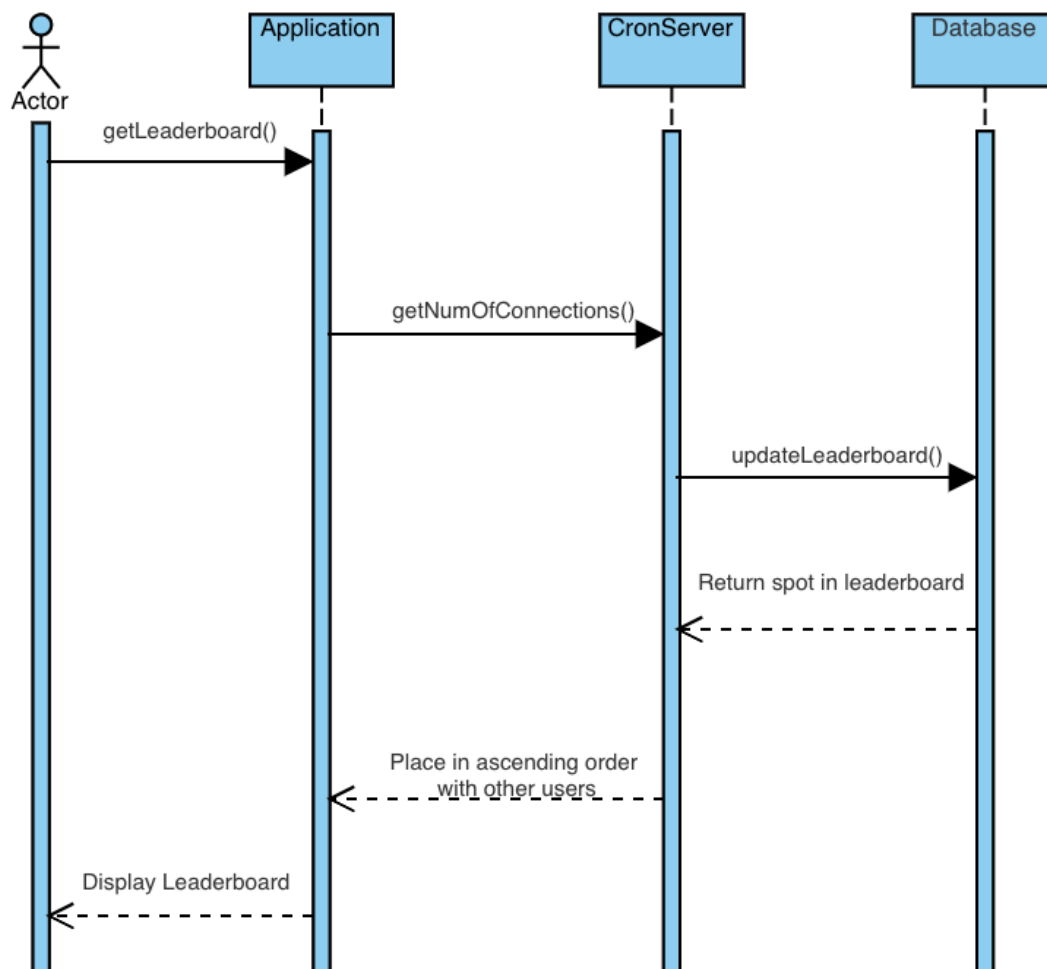 Application
CronServer
Database
Actor
getLeaderboard()
getNumOfConnections()
updateLeaderboard()
Return spot in leaderboard
Place in ascending order
with other users
Display Leaderboard